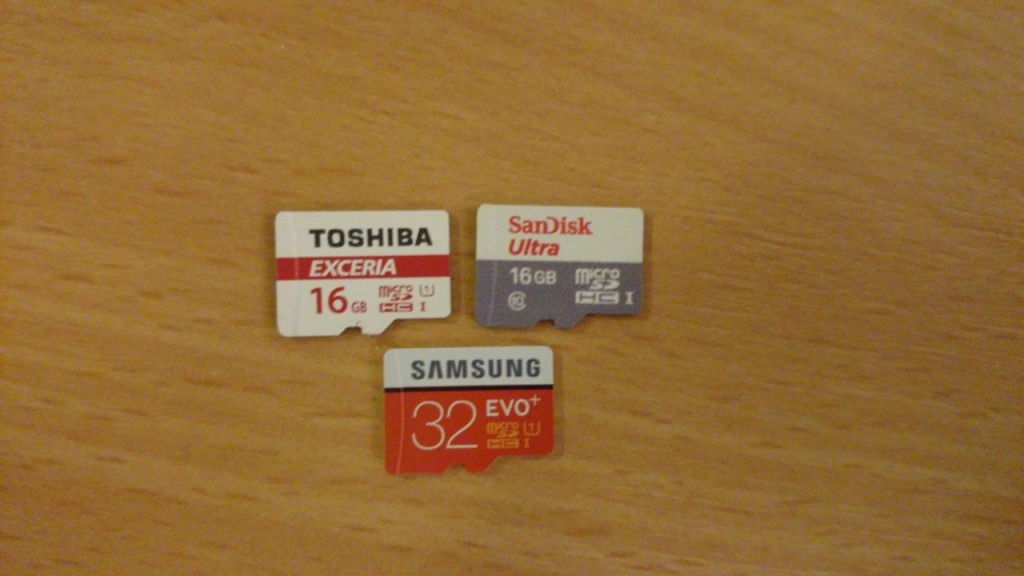 TOSHIBA
EXCERIA
16 GB micro SD HC I U1
SanDisk
Ultra
16 GB micro SD HC I
10
SAMSUNG
32 EVO+
micro SD HC I U1